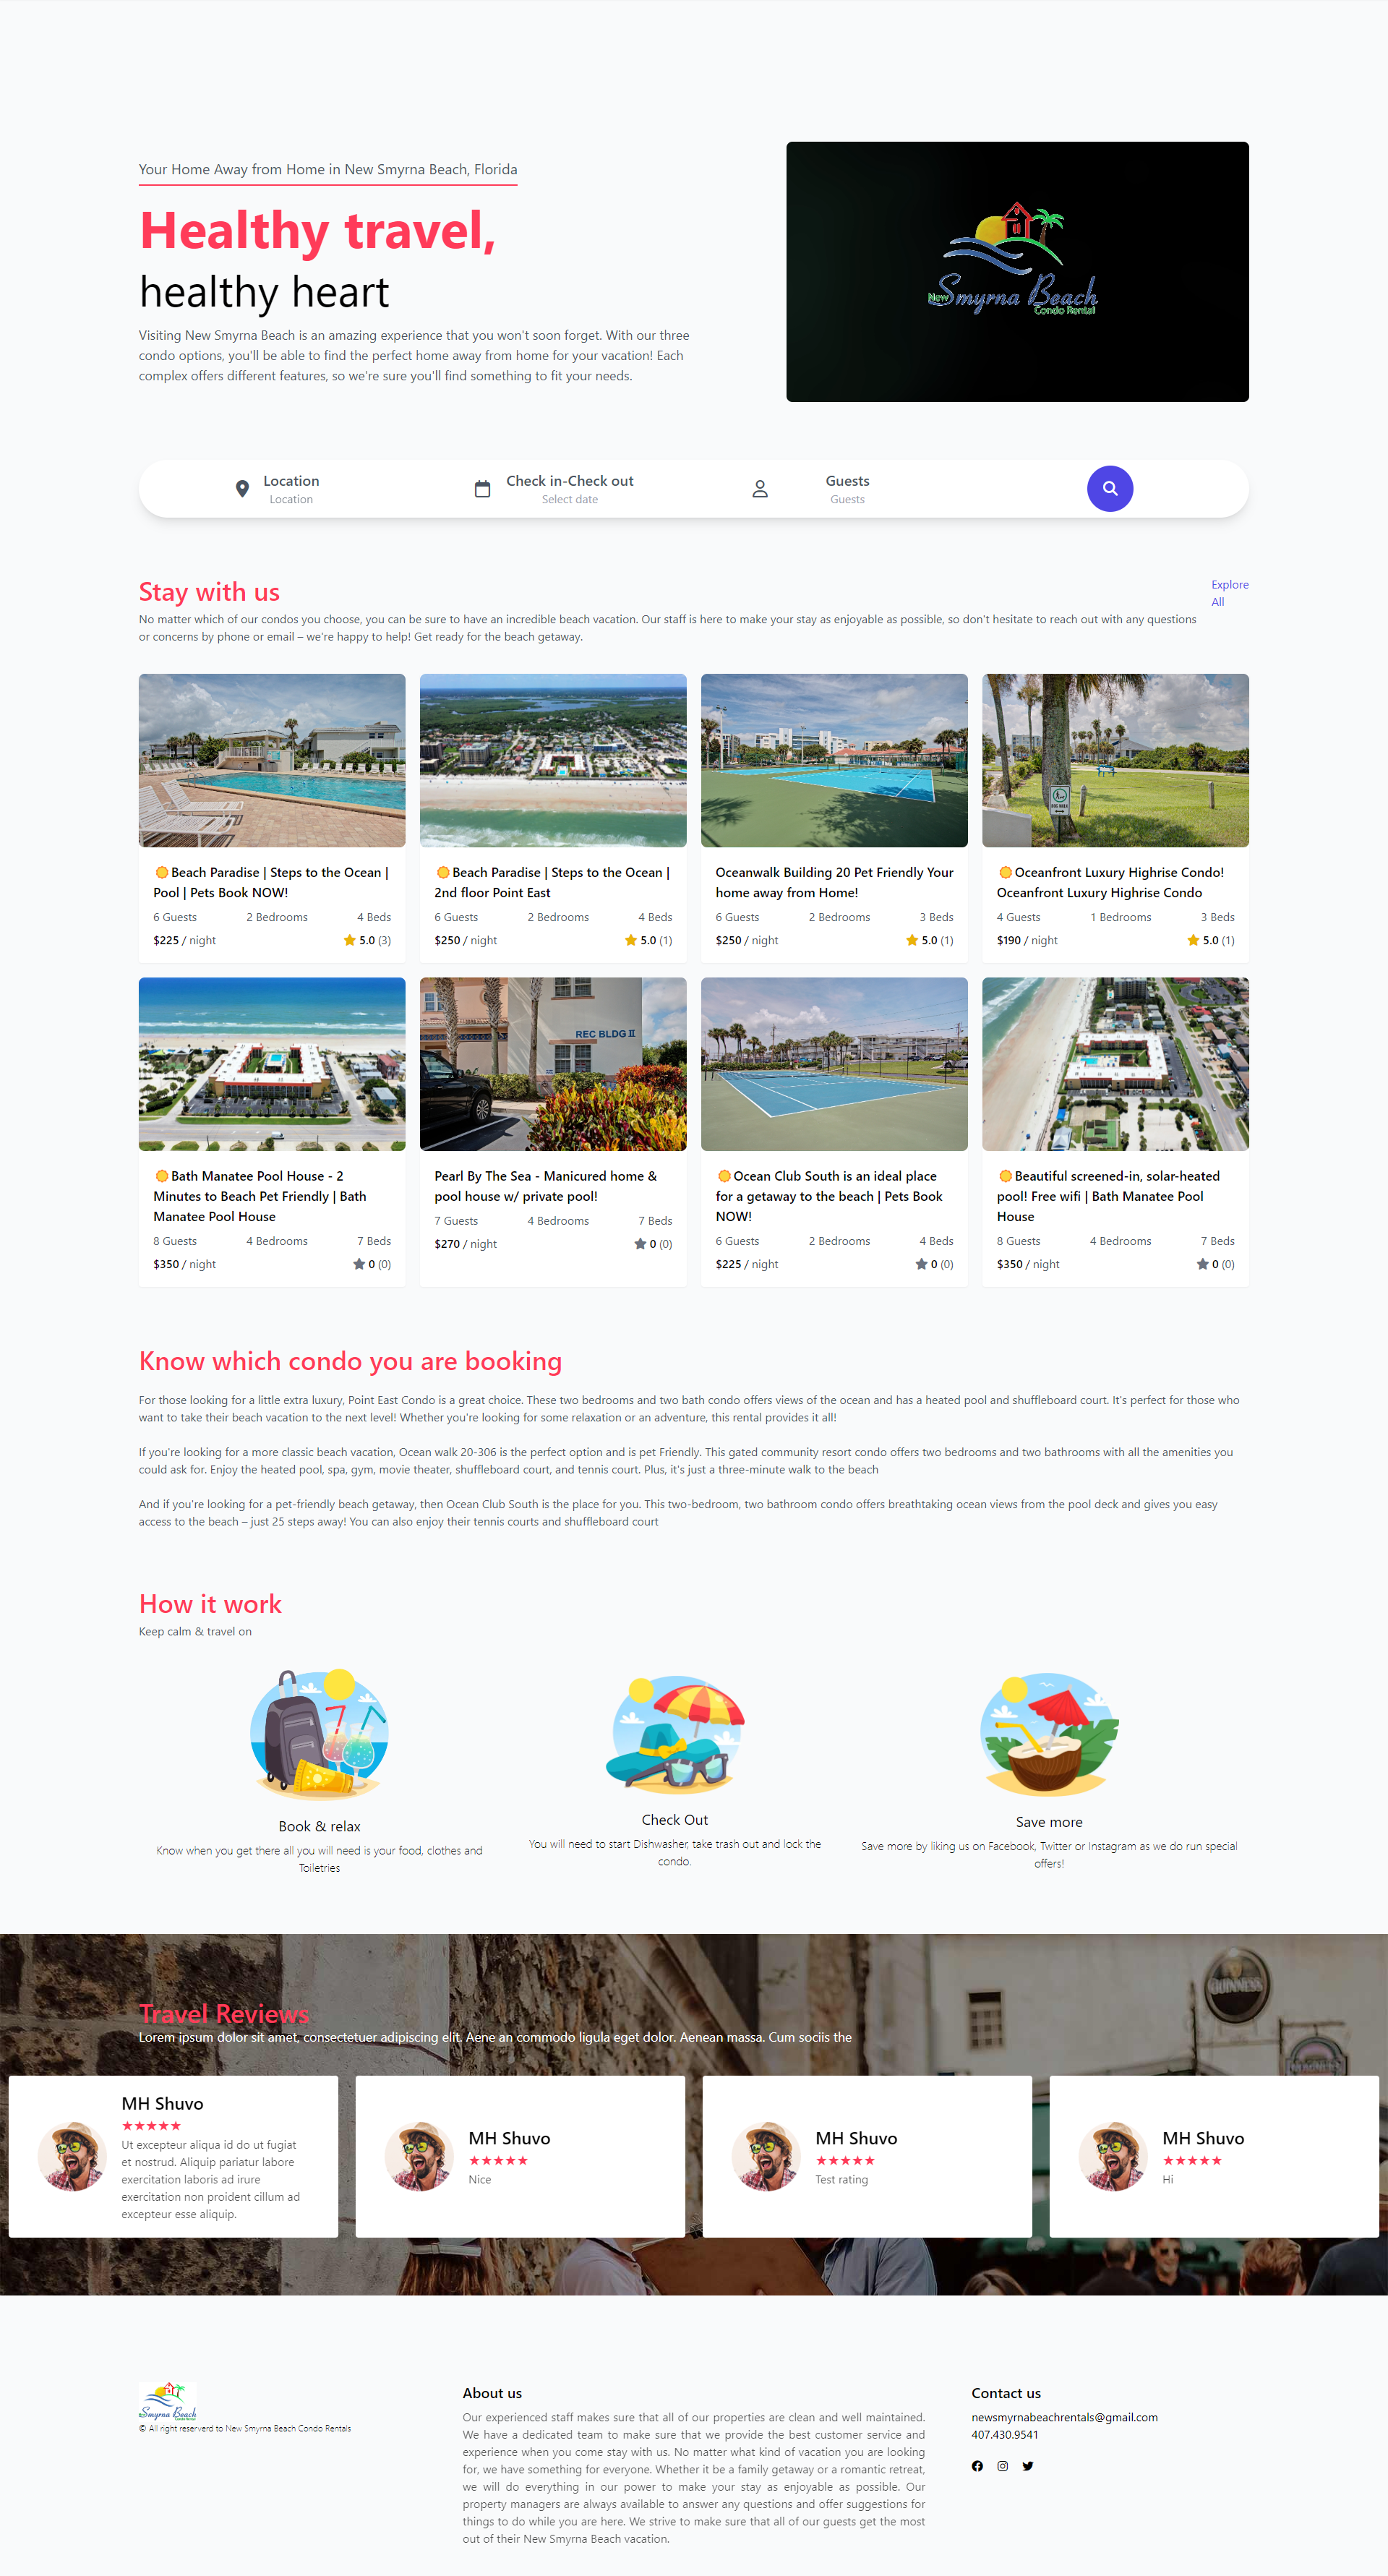 Your Home Away from Home in New Smyrna Beach, Florida
Healthy travel,
healthy heart
Visiting New Smyrna Beach is an amazing experience that you won't soon forget. With our three
condo options, you'll be able to find the perfect home away from home for your vacation! Each
complex offers different features, so we're sure you'll find something to fit your needs.
New Smyrna Beach
Condo Rental
Location
Location
Check in-Check out
Select date
Guests
Guests
Stay with us
Explore
All
No matter which of our condos you choose, you can be sure to have an incredible beach vacation. Our staff is here to make your stay as enjoyable as possible, so don't hesitate to reach out with any questions
or concerns by phone or email – we're happy to help! Get ready for the beach getaway.
Beach Paradise | Steps to the Ocean |
Pool | Pets Book NOW!
6 Guests 2 Bedrooms 4 Beds
$225 / night 5.0 (3)
Beach Paradise | Steps to the Ocean |
2nd floor Point East
6 Guests 2 Bedrooms 4 Beds
$250 / night 5.0 (1)
Oceanwalk Building 20 Pet Friendly Your
home away from Home!
6 Guests 2 Bedrooms 3 Beds
$250 / night 5.0 (1)
Oceanfront Luxury Highrise Condo!
Oceanfront Luxury Highrise Condo
4 Guests 1 Bedrooms 3 Beds
$190 / night 5.0 (1)
Bath Manatee Pool House - 2
Minutes to Beach Pet Friendly | Bath
Manatee Pool House
8 Guests 4 Bedrooms 7 Beds
$350 / night 0 (0)
REC BLDG II
Pearl By The Sea - Manicured home &
pool house w/ private pool!
7 Guests 4 Bedrooms 7 Beds
$270 / night 0 (0)
Ocean Club South is an ideal place
for a getaway to the beach | Pets Book
NOW!
6 Guests 2 Bedrooms 4 Beds
$225 / night 0 (0)
Beautiful screened-in, solar-heated
pool! Free wifi | Bath Manatee Pool
House
8 Guests 4 Bedrooms 7 Beds
$350 / night 0 (0)
Know which condo you are booking
For those looking for a little extra luxury, Point East Condo is a great choice. These two bedrooms and two bath condo offers views of the ocean and has a heated pool and shuffleboard court. It's perfect for those who
want to take their beach vacation to the next level! Whether you're looking for some relaxation or an adventure, this rental provides it all!
If you're looking for a more classic beach vacation, Ocean walk 20-306 is the perfect option and is pet Friendly. This gated community resort condo offers two bedrooms and two bathrooms with all the amenities you
could ask for. Enjoy the heated pool, spa, gym, movie theater, shuffleboard court, and tennis court. Plus, it's just a three-minute walk to the beach
And if you're looking for a pet-friendly beach getaway, then Ocean Club South is the place for you. This two-bedroom, two bathroom condo offers breathtaking ocean views from the pool deck and gives you easy
access to the beach – just 25 steps away! You can also enjoy their tennis courts and shuffleboard court
How it work
Keep calm & travel on
Book & relax
Know when you get there all you will need is your food, clothes and
Toiletries
Check Out
You will need to start Dishwasher, take trash out and lock the
condo.
Save more
Save more by liking us on Facebook, Twitter or Instagram as we do run special
offers!
GUINNESS
Travel Reviews
Lorem ipsum dolor sit amet, consectetuer adipiscing elit. Aene an commodo ligula eget dolor. Aenean massa. Cum sociis the
MH Shuvo
★★★★★
Ut excepteur aliqua id do ut fugiat
et nostrud. Aliquip pariatur labore
exercitation laboris ad irure
exercitation non proident cillum ad
excepteur esse aliquip.
MH Shuvo
★★★★★
Nice
MH Shuvo
★★★★★
Test rating
MH Shuvo
★★★★★
Hi
Smyrna Beach
© All right reserverd to New Smyrna Beach Condo Rentals
About us
Our experienced staff makes sure that all of our properties are clean and well maintained.
We have a dedicated team to make sure that we provide the best customer service and
experience when you come stay with us. No matter what kind of vacation you are looking
for, we have something for everyone. Whether it be a family getaway or a romantic retreat,
we will do everything in our power to make your stay as enjoyable as possible. Our
property managers are always available to answer any questions and offer suggestions for
things to do while you are here. We strive to make sure that all of our guests get the most
out of their New Smyrna Beach vacation.
Contact us
newsmyrnabeachrentals@gmail.com
407.430.9541